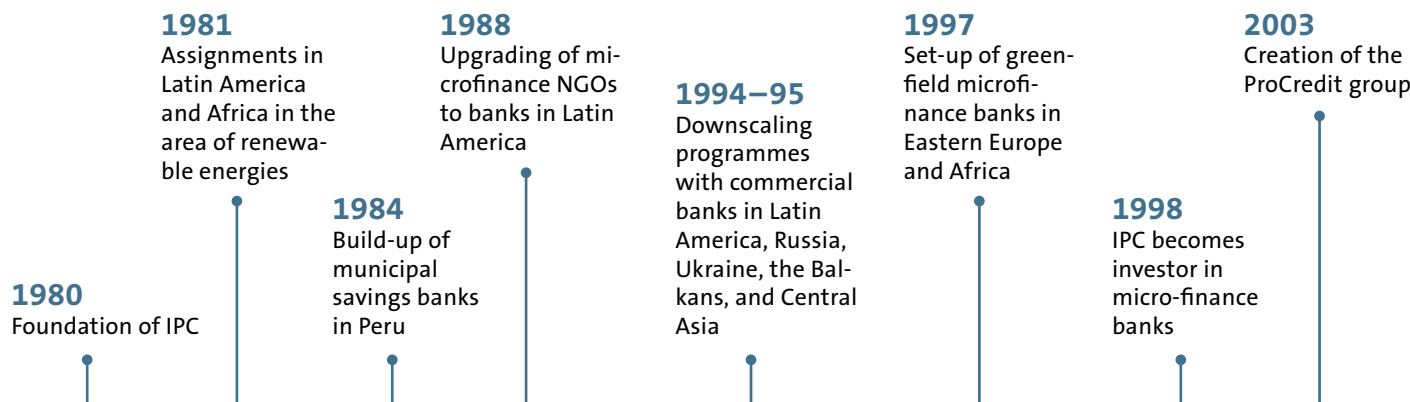 1980
Foundation of IPC
1981
Assignments in
Latin America
and Africa in the
area of renewa-
ble energies
1984
Build-up of
municipal
savings banks
in Peru
1988
Upgrading of mi-
crofinance NGOs
to banks in Latin
America
1994–95
Downscaling
programmes
with commercial
banks in Latin
America, Russia,
Ukraine, the Bal-
kans, and Central
Asia
1997
Set-up of green-
field microfi-
nance banks in
Eastern Europe
and Africa
1998
IPC becomes
investor in
micro-finance
banks
2003
Creation of the
ProCredit group